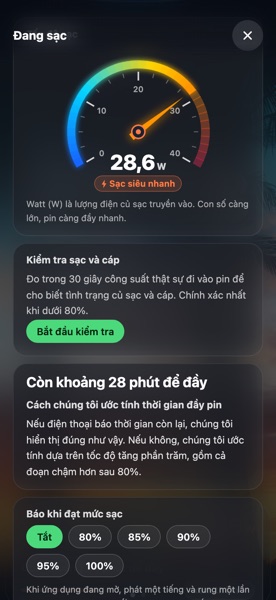 Đang sạc
20
10
30
0
40
28,6 W
Sạc siêu nhanh
Watt (W) là lượng điện củ sạc truyền vào. Con số càng
lớn, pin càng đầy nhanh.
Kiểm tra sạc và cáp
Đo trong 30 giây công suất thật sự đi vào pin để
cho biết tình trạng củ sạc và cáp. Chính xác nhất
khi dưới 80%.
Bắt đầu kiểm tra
Còn khoảng 28 phút để đầy
Cách chúng tôi ước tính thời gian đầy pin
Nếu điện thoại báo thời gian còn lại, chúng tôi
hiển thị đúng như vậy. Nếu không, chúng tôi ước
tính dựa trên tốc độ tăng phần trăm, gồm cả
đoạn chậm hơn sau 80%.
Báo khi đạt mức sạc
Tắt 80% 85% 90%
95% 100%
Khi ứng dụng đang mở, phát một tiếng và rung một lần